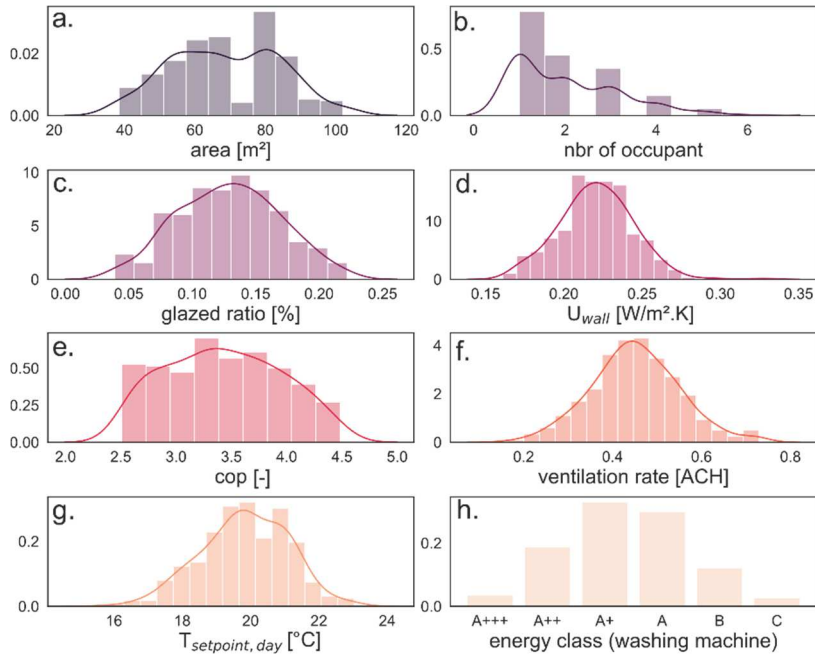 a.
0.02
0.00
20 40 60 80 100 120
area [m²]
b.
0.5
0.0
0 2 4 6
nbr of occupant
c.
10
5
0
0.00 0.05 0.10 0.15 0.20 0.25
glazed ratio [%]
d.
10
0
0.15 0.20 0.25 0.30 0.35
Uwall [W/m².K]
e.
0.50
0.25
0.00
2.0 2.5 3.0 3.5 4.0 4.5 5.0
cop [-]
f.
4
2
0
0.2 0.4 0.6 0.8
ventilation rate [ACH]
g.
0.2
0.0
16 18 20 22 24
Tsetpoint, day [°C]
h.
0.2
0.0
A+++ A++ A+ A B C
energy class (washing machine)